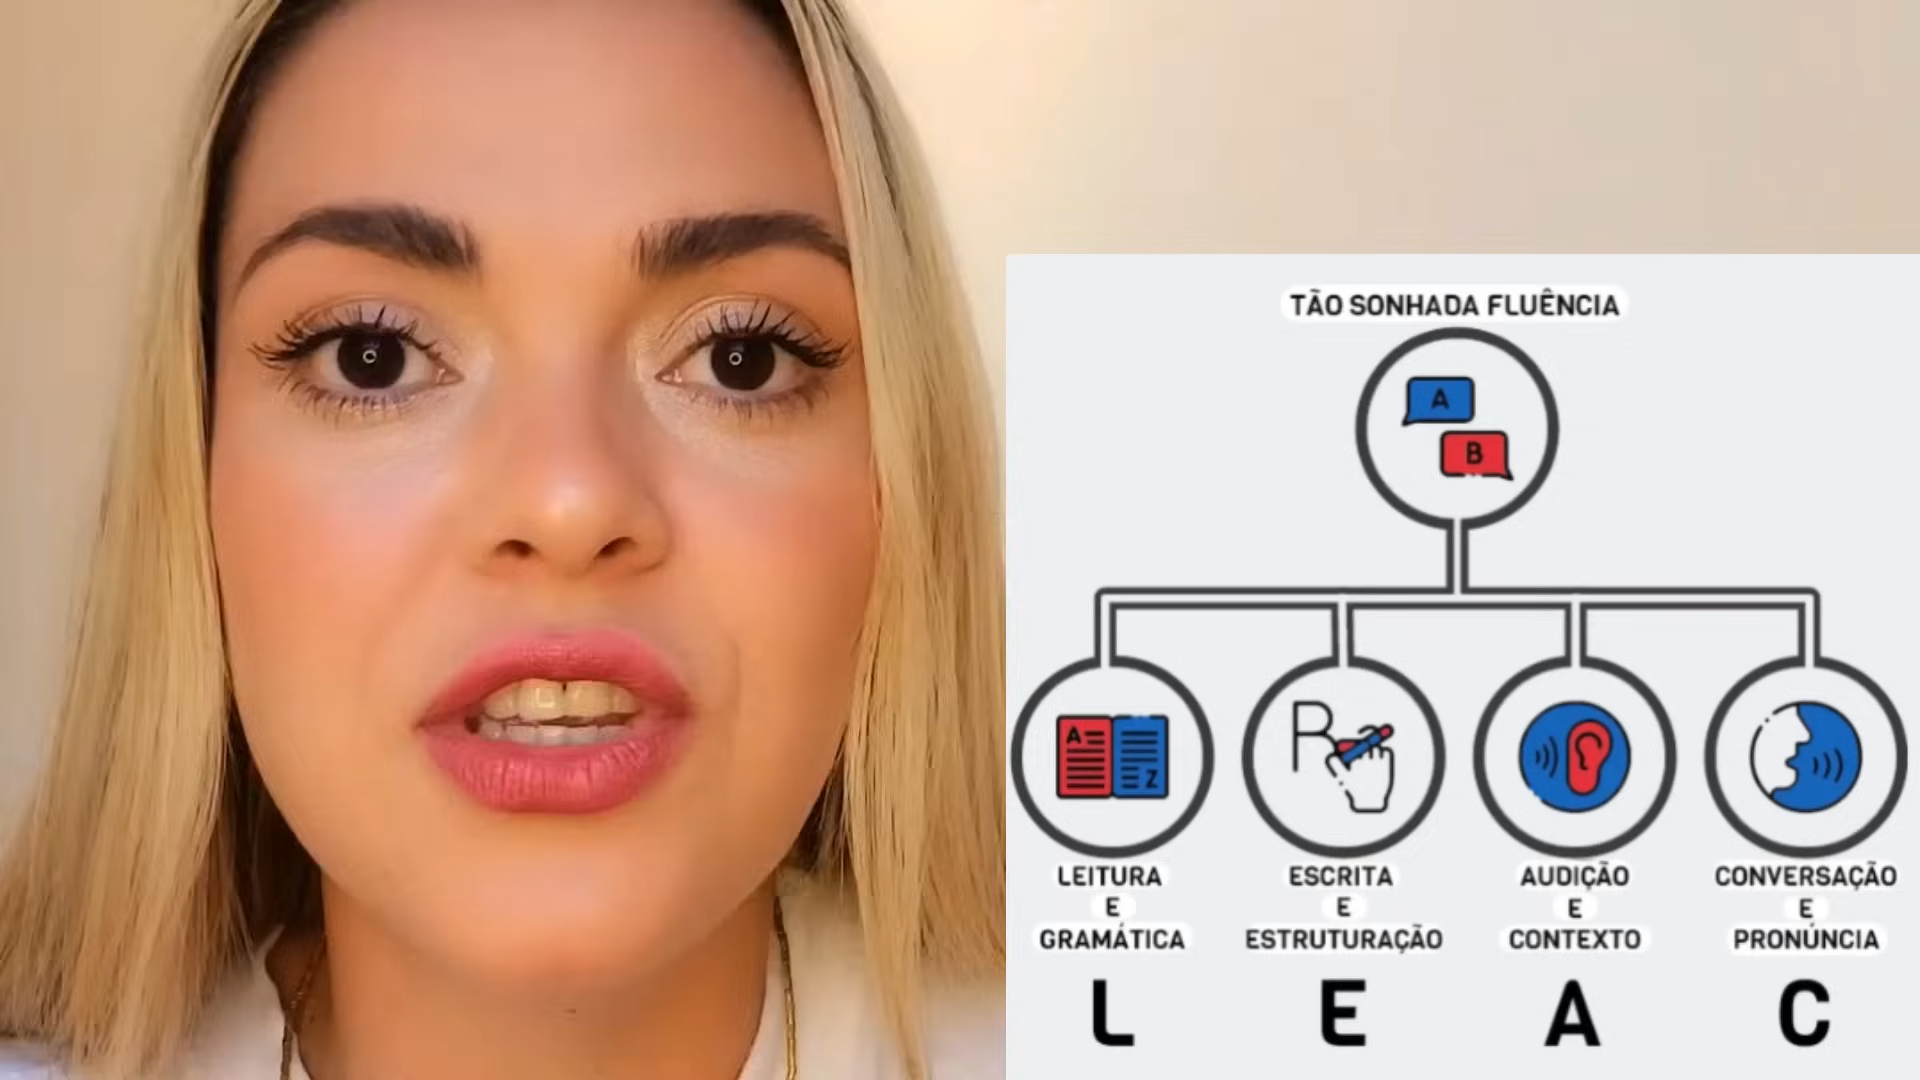 TÃO SONHADA FLUÊNCIA
A
B
A
Z
R
LEITURA
E
GRAMÁTICA
ESCRITA
E
ESTRUTURAÇÃO
AUDIÇÃO
E
CONTEXTO
CONVERSAÇÃO
E
PRONÚNCIA
L E A C